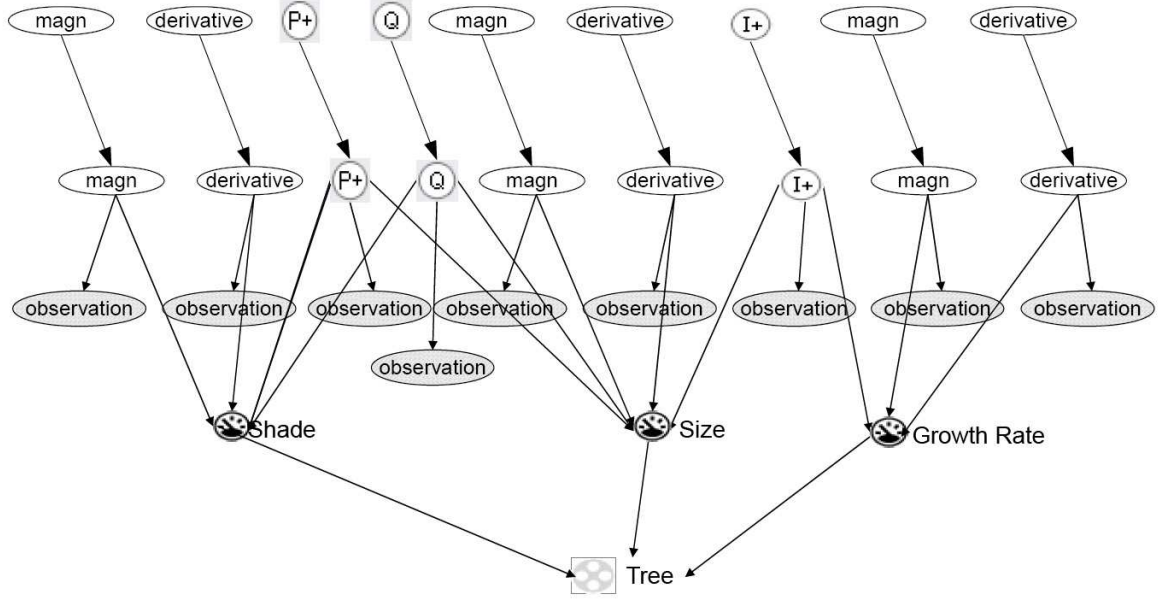 magn derivative P+ Q magn derivative I+ magn derivative
magn derivative P+ Q magn derivative I+ magn derivative
observation observation observation observation observation observation observation observation
observation
Shade Size Growth Rate
Tree